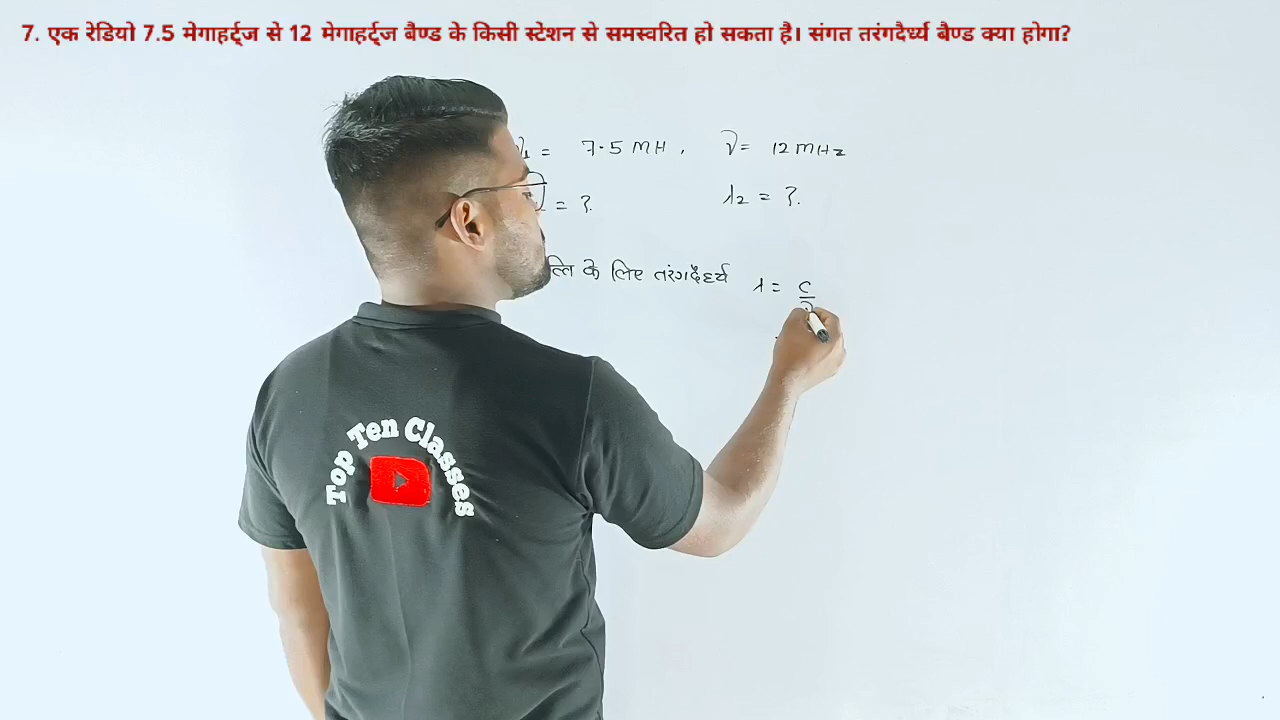 7. एक रेडियो 7.5 मेगाहर्ट्ज से 12 मेगाहर्ट्ज बैण्ड के किसी स्टेशन से समस्वरित हो सकता है। संगत तरंगदैर्ध्य बैण्ड क्या होगा?
= 7.5 MH, ν = 12 mHz
= ? λ2 = ?
के लिए तरंगदैर्ध्य λ = c
Top Ten Classes